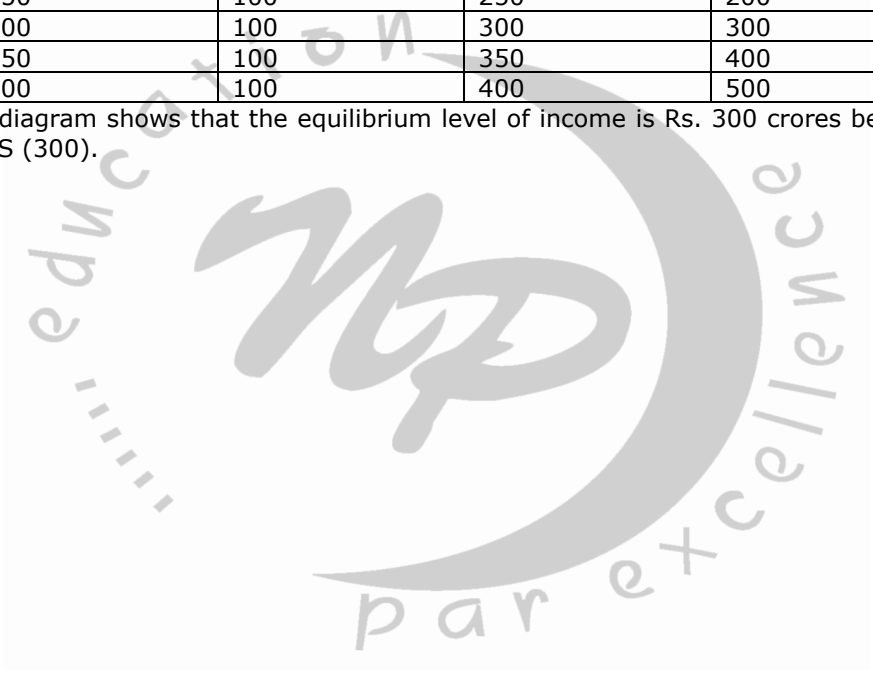 00 100 300 300
50 100 350 400
00 100 400 500
diagram shows that the equilibrium level of income is Rs. 300 crores be
S (300).
education
NP
.....par excellence